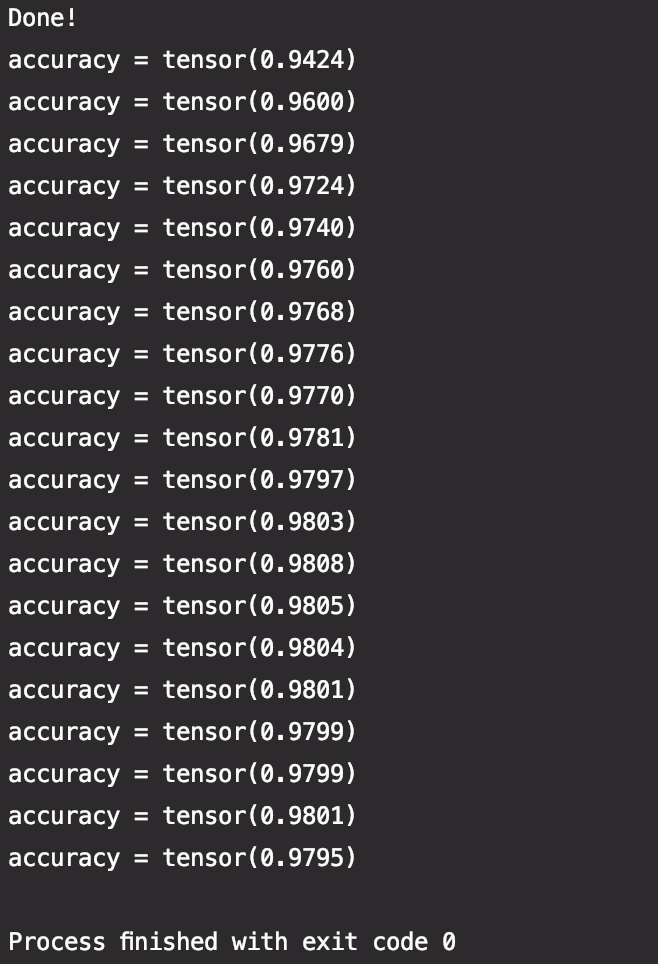 Done!
accuracy = tensor(0.9424)
accuracy = tensor(0.9600)
accuracy = tensor(0.9679)
accuracy = tensor(0.9724)
accuracy = tensor(0.9740)
accuracy = tensor(0.9760)
accuracy = tensor(0.9768)
accuracy = tensor(0.9776)
accuracy = tensor(0.9770)
accuracy = tensor(0.9781)
accuracy = tensor(0.9797)
accuracy = tensor(0.9803)
accuracy = tensor(0.9808)
accuracy = tensor(0.9805)
accuracy = tensor(0.9804)
accuracy = tensor(0.9801)
accuracy = tensor(0.9799)
accuracy = tensor(0.9799)
accuracy = tensor(0.9801)
accuracy = tensor(0.9795)
Process finished with exit code 0